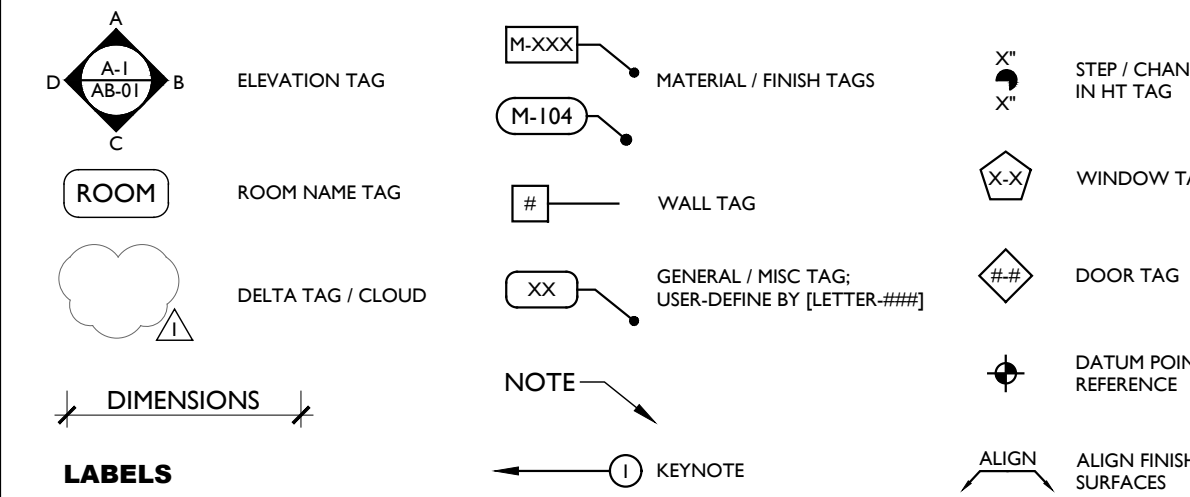 A
D
A-1
AB-01
B
C
ELEVATION TAG
ROOM
ROOM NAME TAG
DELTA TAG / CLOUD
1
DIMENSIONS
LABELS
M-XXX
M-104
MATERIAL / FINISH TAGS
#
WALL TAG
XX
GENERAL / MISC TAG;
USER-DEFINE BY [LETTER-###]
NOTE
1
KEYNOTE
X"
X"
STEP / CHAN
IN HT TAG
X-X
WINDOW TA
#-#
DOOR TAG
DATUM POIN
REFERENCE
ALIGN
ALIGN FINISH
SURFACES